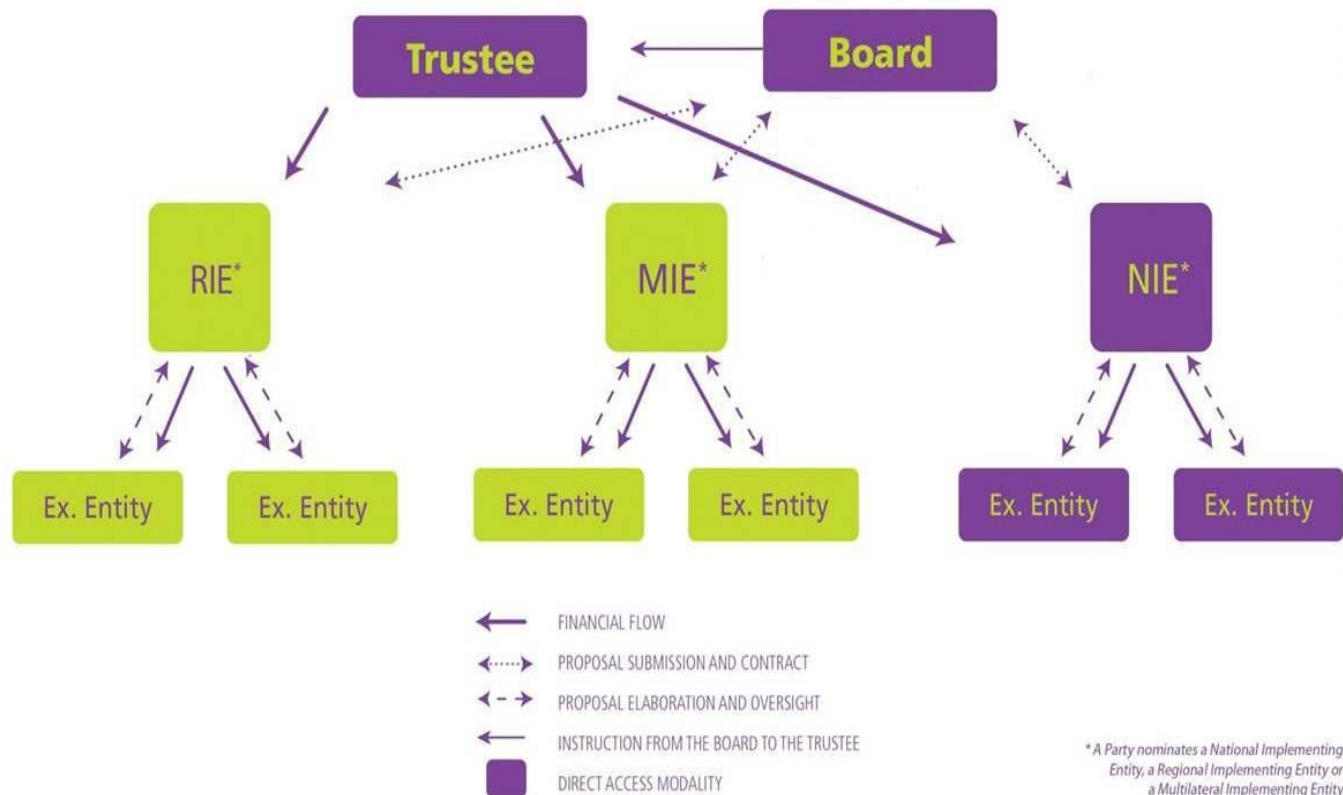 Trustee
Board
RIE*
MIE*
NIE*
Ex. Entity
Ex. Entity
Ex. Entity
Ex. Entity
Ex. Entity
Ex. Entity
FINANCIAL FLOW
PROPOSAL SUBMISSION AND CONTRACT
PROPOSAL ELABORATION AND OVERSIGHT
INSTRUCTION FROM THE BOARD TO THE TRUSTEE
DIRECT ACCESS MODALITY
* A Party nominates a National Implementing
Entity, a Regional Implementing Entity or
a Multilateral Implementing Entity